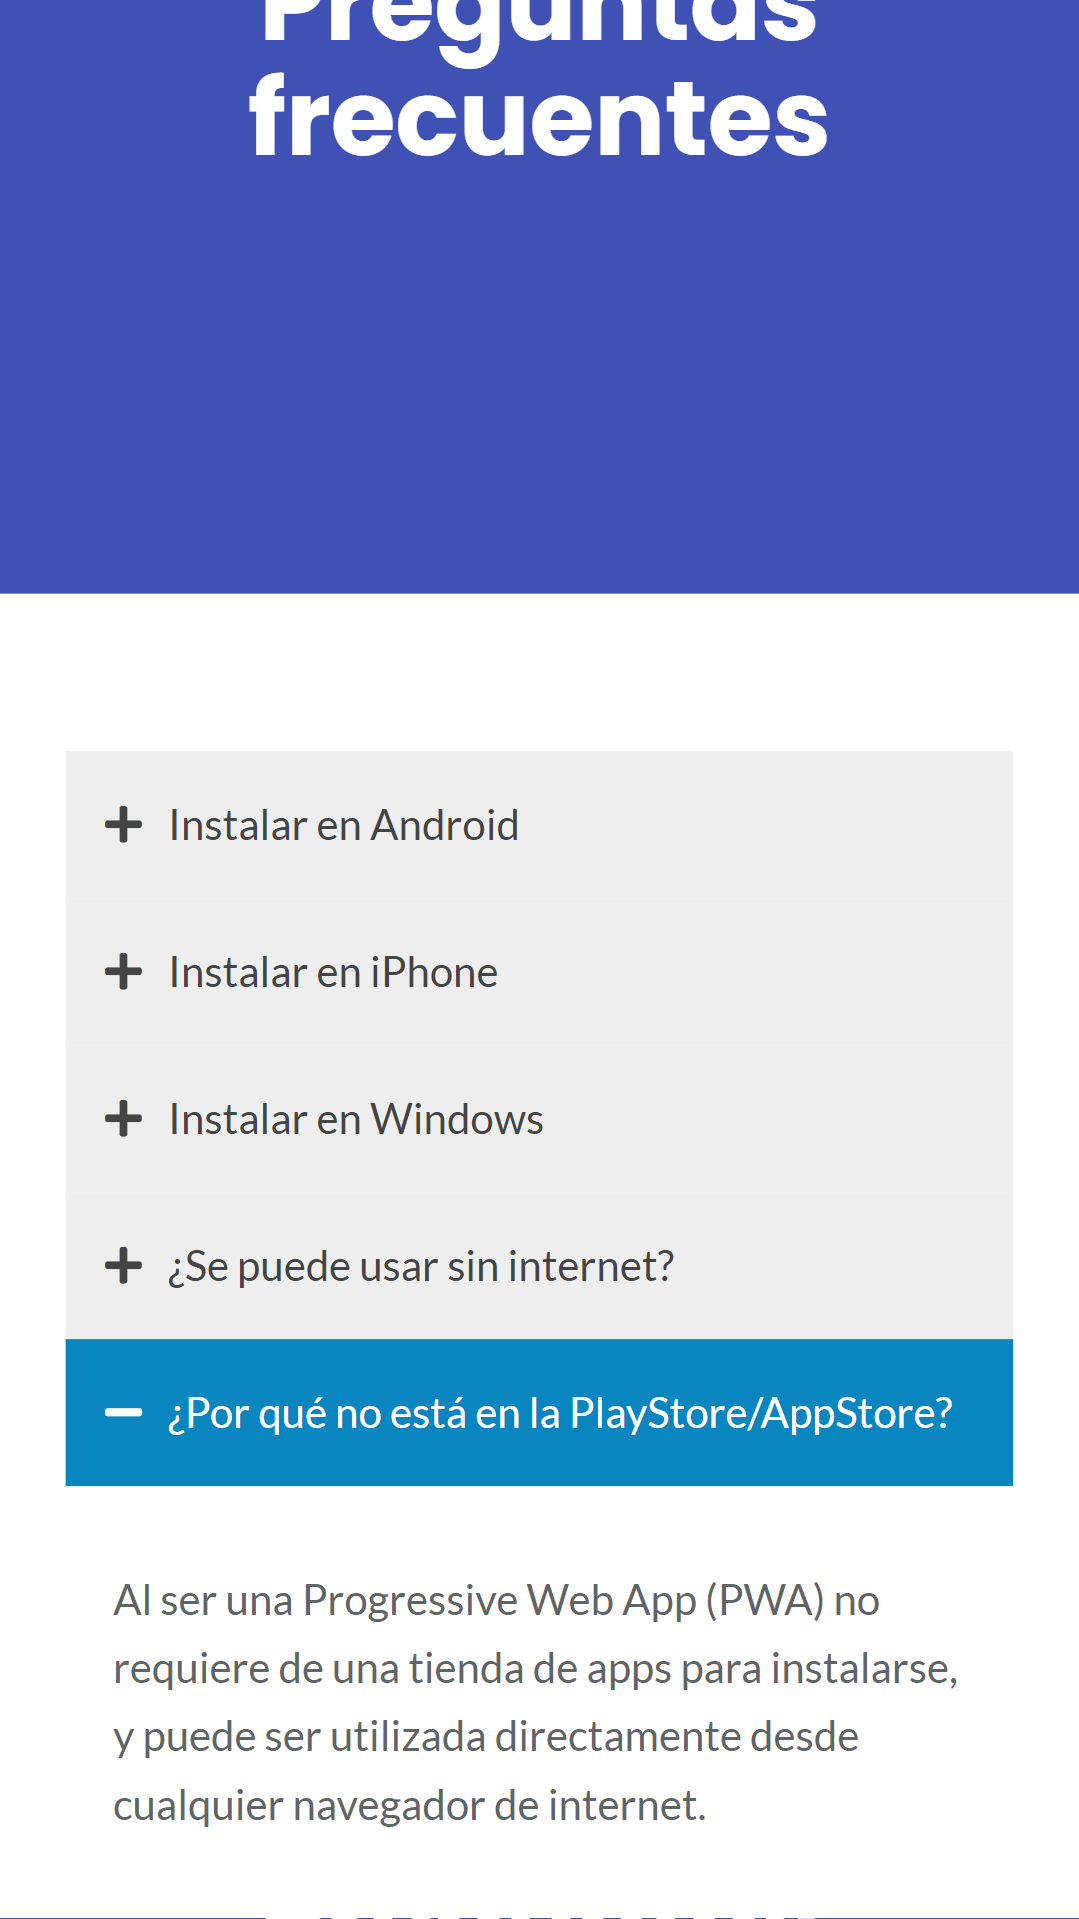 Preguntas
frecuentes
Instalar en Android
Instalar en iPhone
Instalar en Windows
¿Se puede usar sin internet?
¿Por qué no está en la PlayStore/AppStore?
Al ser una Progressive Web App (PWA) no
requiere de una tienda de apps para instalarse,
y puede ser utilizada directamente desde
cualquier navegador de internet.